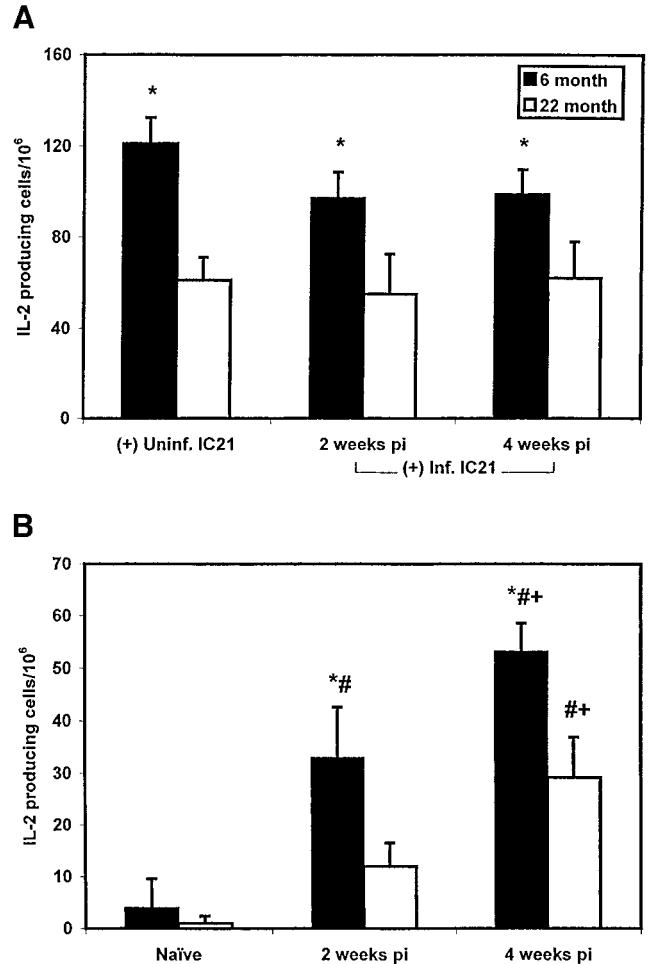 A
160
120
80
40
0
IL-2 producing cells/10⁶
6 month
22 month
*
*
*
(+) Uninf. IC21
2 weeks pi
4 weeks pi
(+) Inf. IC21
B
70
60
50
40
30
20
10
0
IL-2 producing cells/10⁶
*#
*#+
#+
Naïve
2 weeks pi
4 weeks pi